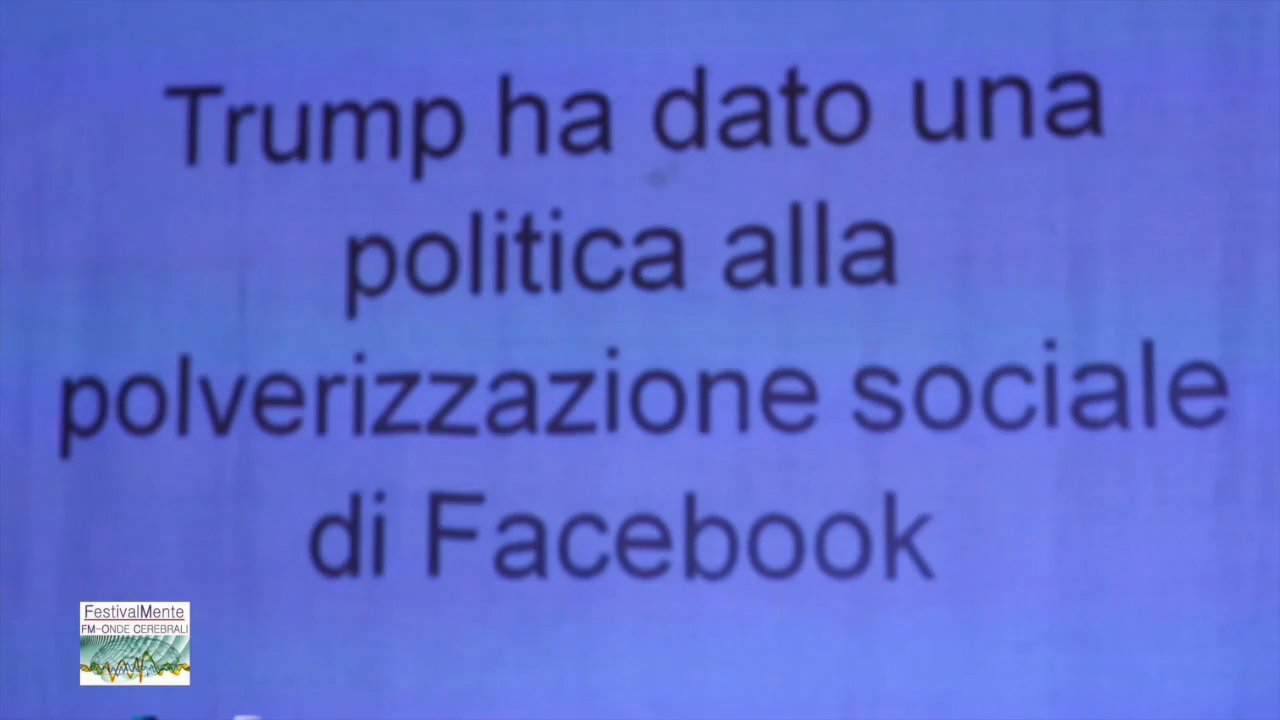 Trump ha dato una
politica alla
polverizzazione sociale
di Facebook
FestivalMente
FM-ONDE CEREBRALI